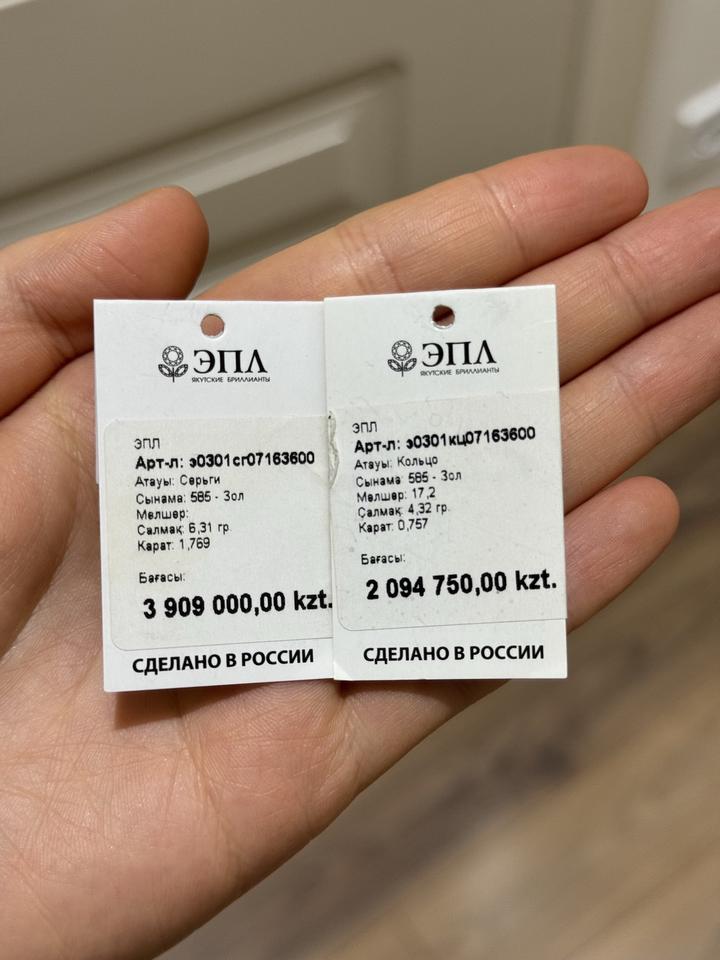 ЭПЛ
ЯКУТСКИЕ БРИЛЛИАНТЫ
ЭПЛ
Арт-л: э0301сг07163600
Атауы: Серьги
Сынама: 585 - Зол
Мөлшер:
Салмақ: 6,31 гр.
Карат: 1,769
Бағасы:
3 909 000,00 kzt.
СДЕЛАНО В РОССИИ
ЭПЛ
ЯКУТСКИЕ БРИЛЛИАНТЫ
ЭПЛ
Арт-л: э0301кц07163600
Атауы: Кольцо
Сынама: 585 - Зол
Мөлшер: 17,2
Салмақ: 4,32 гр.
Карат: 0,757
Бағасы:
2 094 750,00 kzt.
СДЕЛАНО В РОССИИ